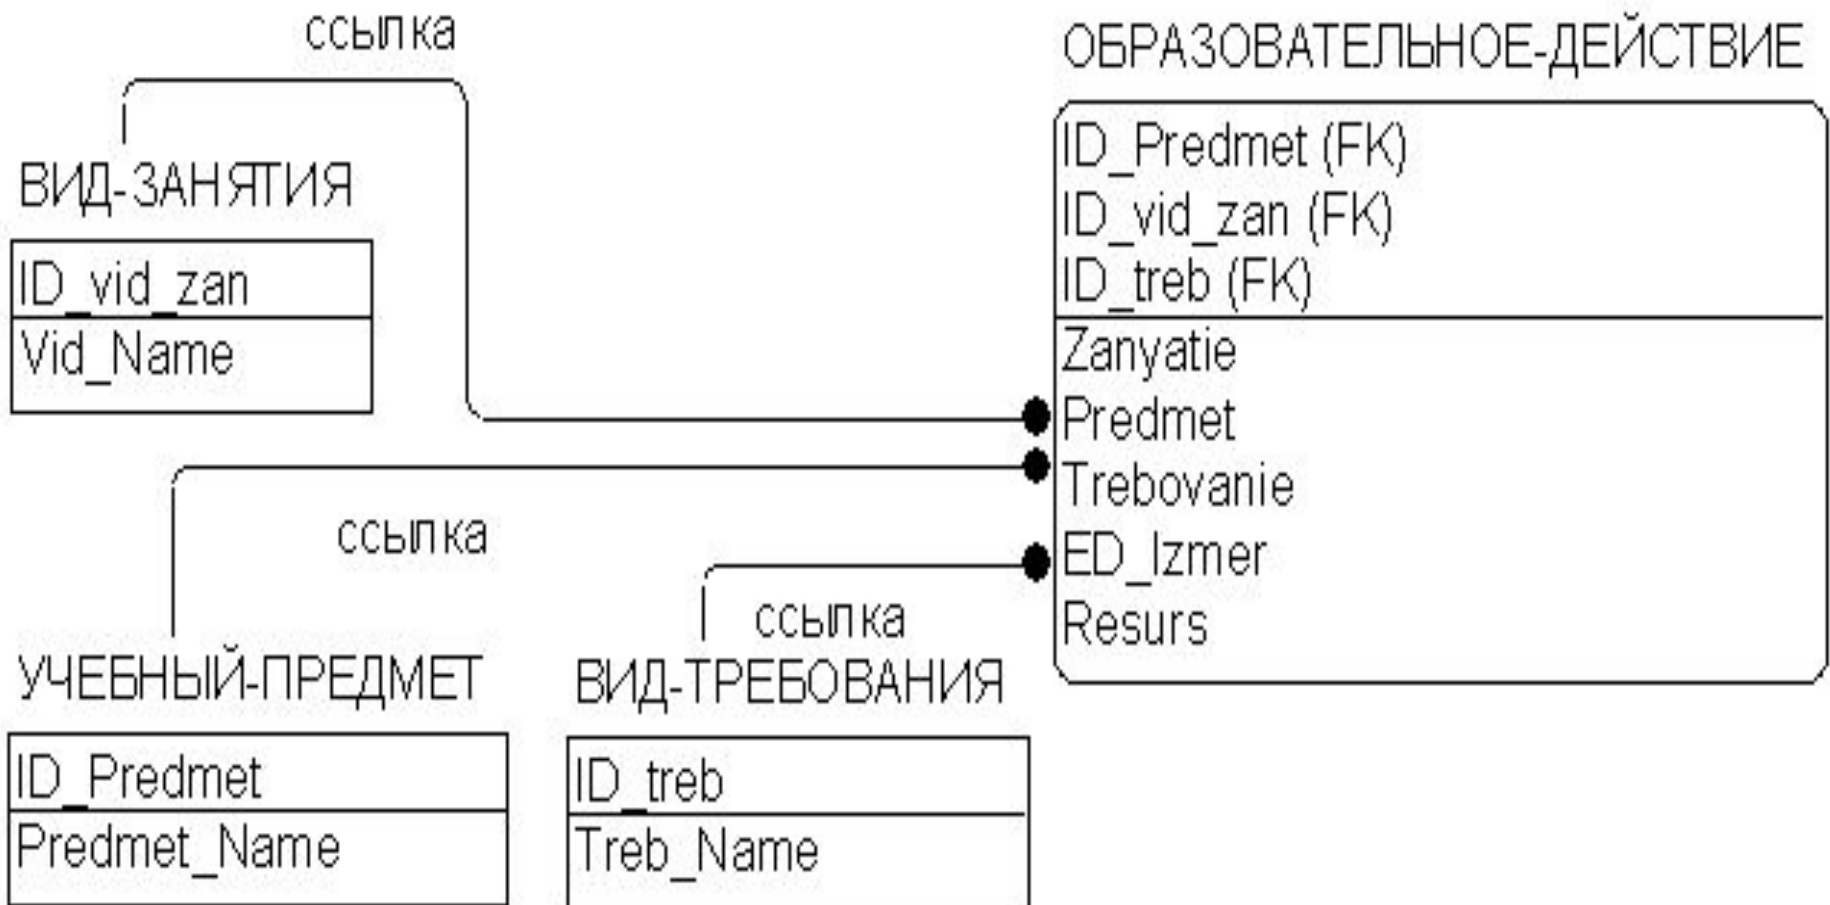 ссылка
ВИД-ЗАНЯТИЯ
ID_vid_zan
Vid_Name
ссылка
УЧЕБНЫЙ-ПРЕДМЕТ
ID_Predmet
Predmet_Name
ссылка
ВИД-ТРЕБОВАНИЯ
ID_treb
Treb_Name
ОБРАЗОВАТЕЛЬНОЕ-ДЕЙСТВИЕ
ID_Predmet (FK)
ID_vid_zan (FK)
ID_treb (FK)
Zanyatie
Predmet
Trebovanie
ED_Izmer
Resurs